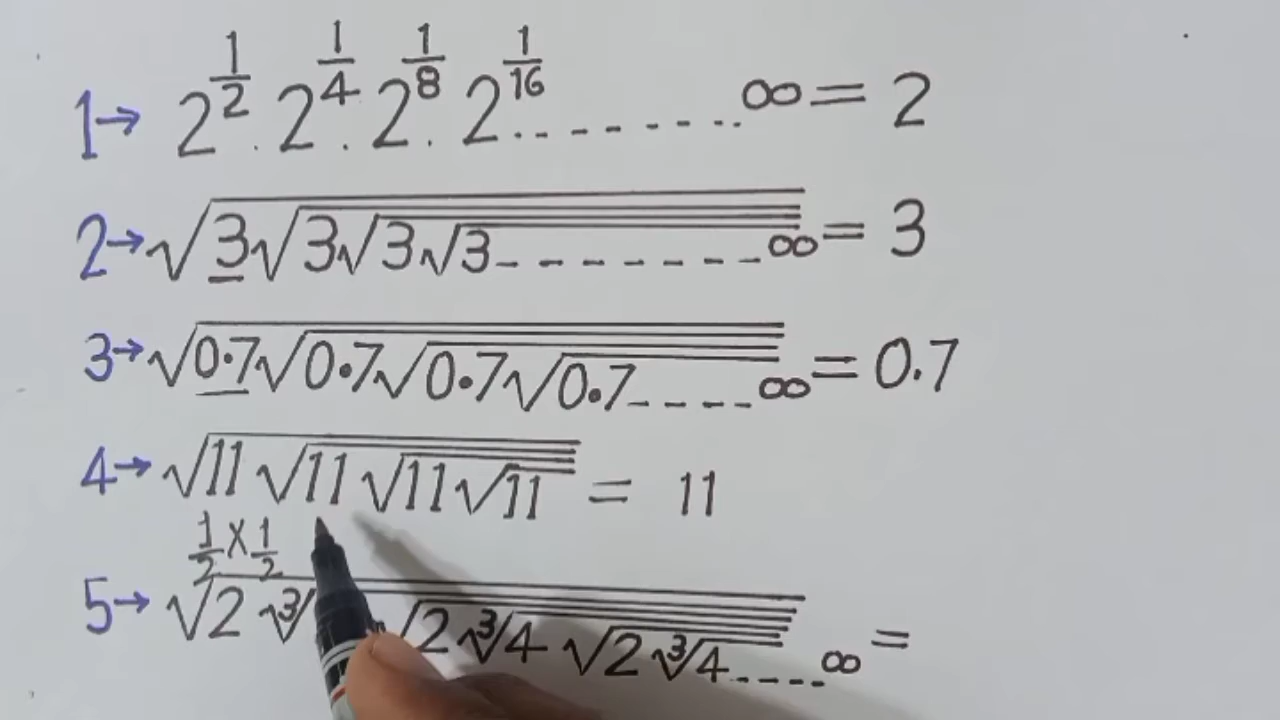 1→ 2^{1/2} . 2^{1/4} . 2^{1/8} . 2^{1/16} -------- ∞ = 2
2→ √3√3√3√3 ------- ∞ = 3
3→ √0.7√0.7√0.7√0.7 ---- ∞ = 0.7
4→ √11√11√11√11 = 11
1/2 × 1/2
5→ √2 ∛ √2 ∛4 √2 ∛4 ---- ∞ =